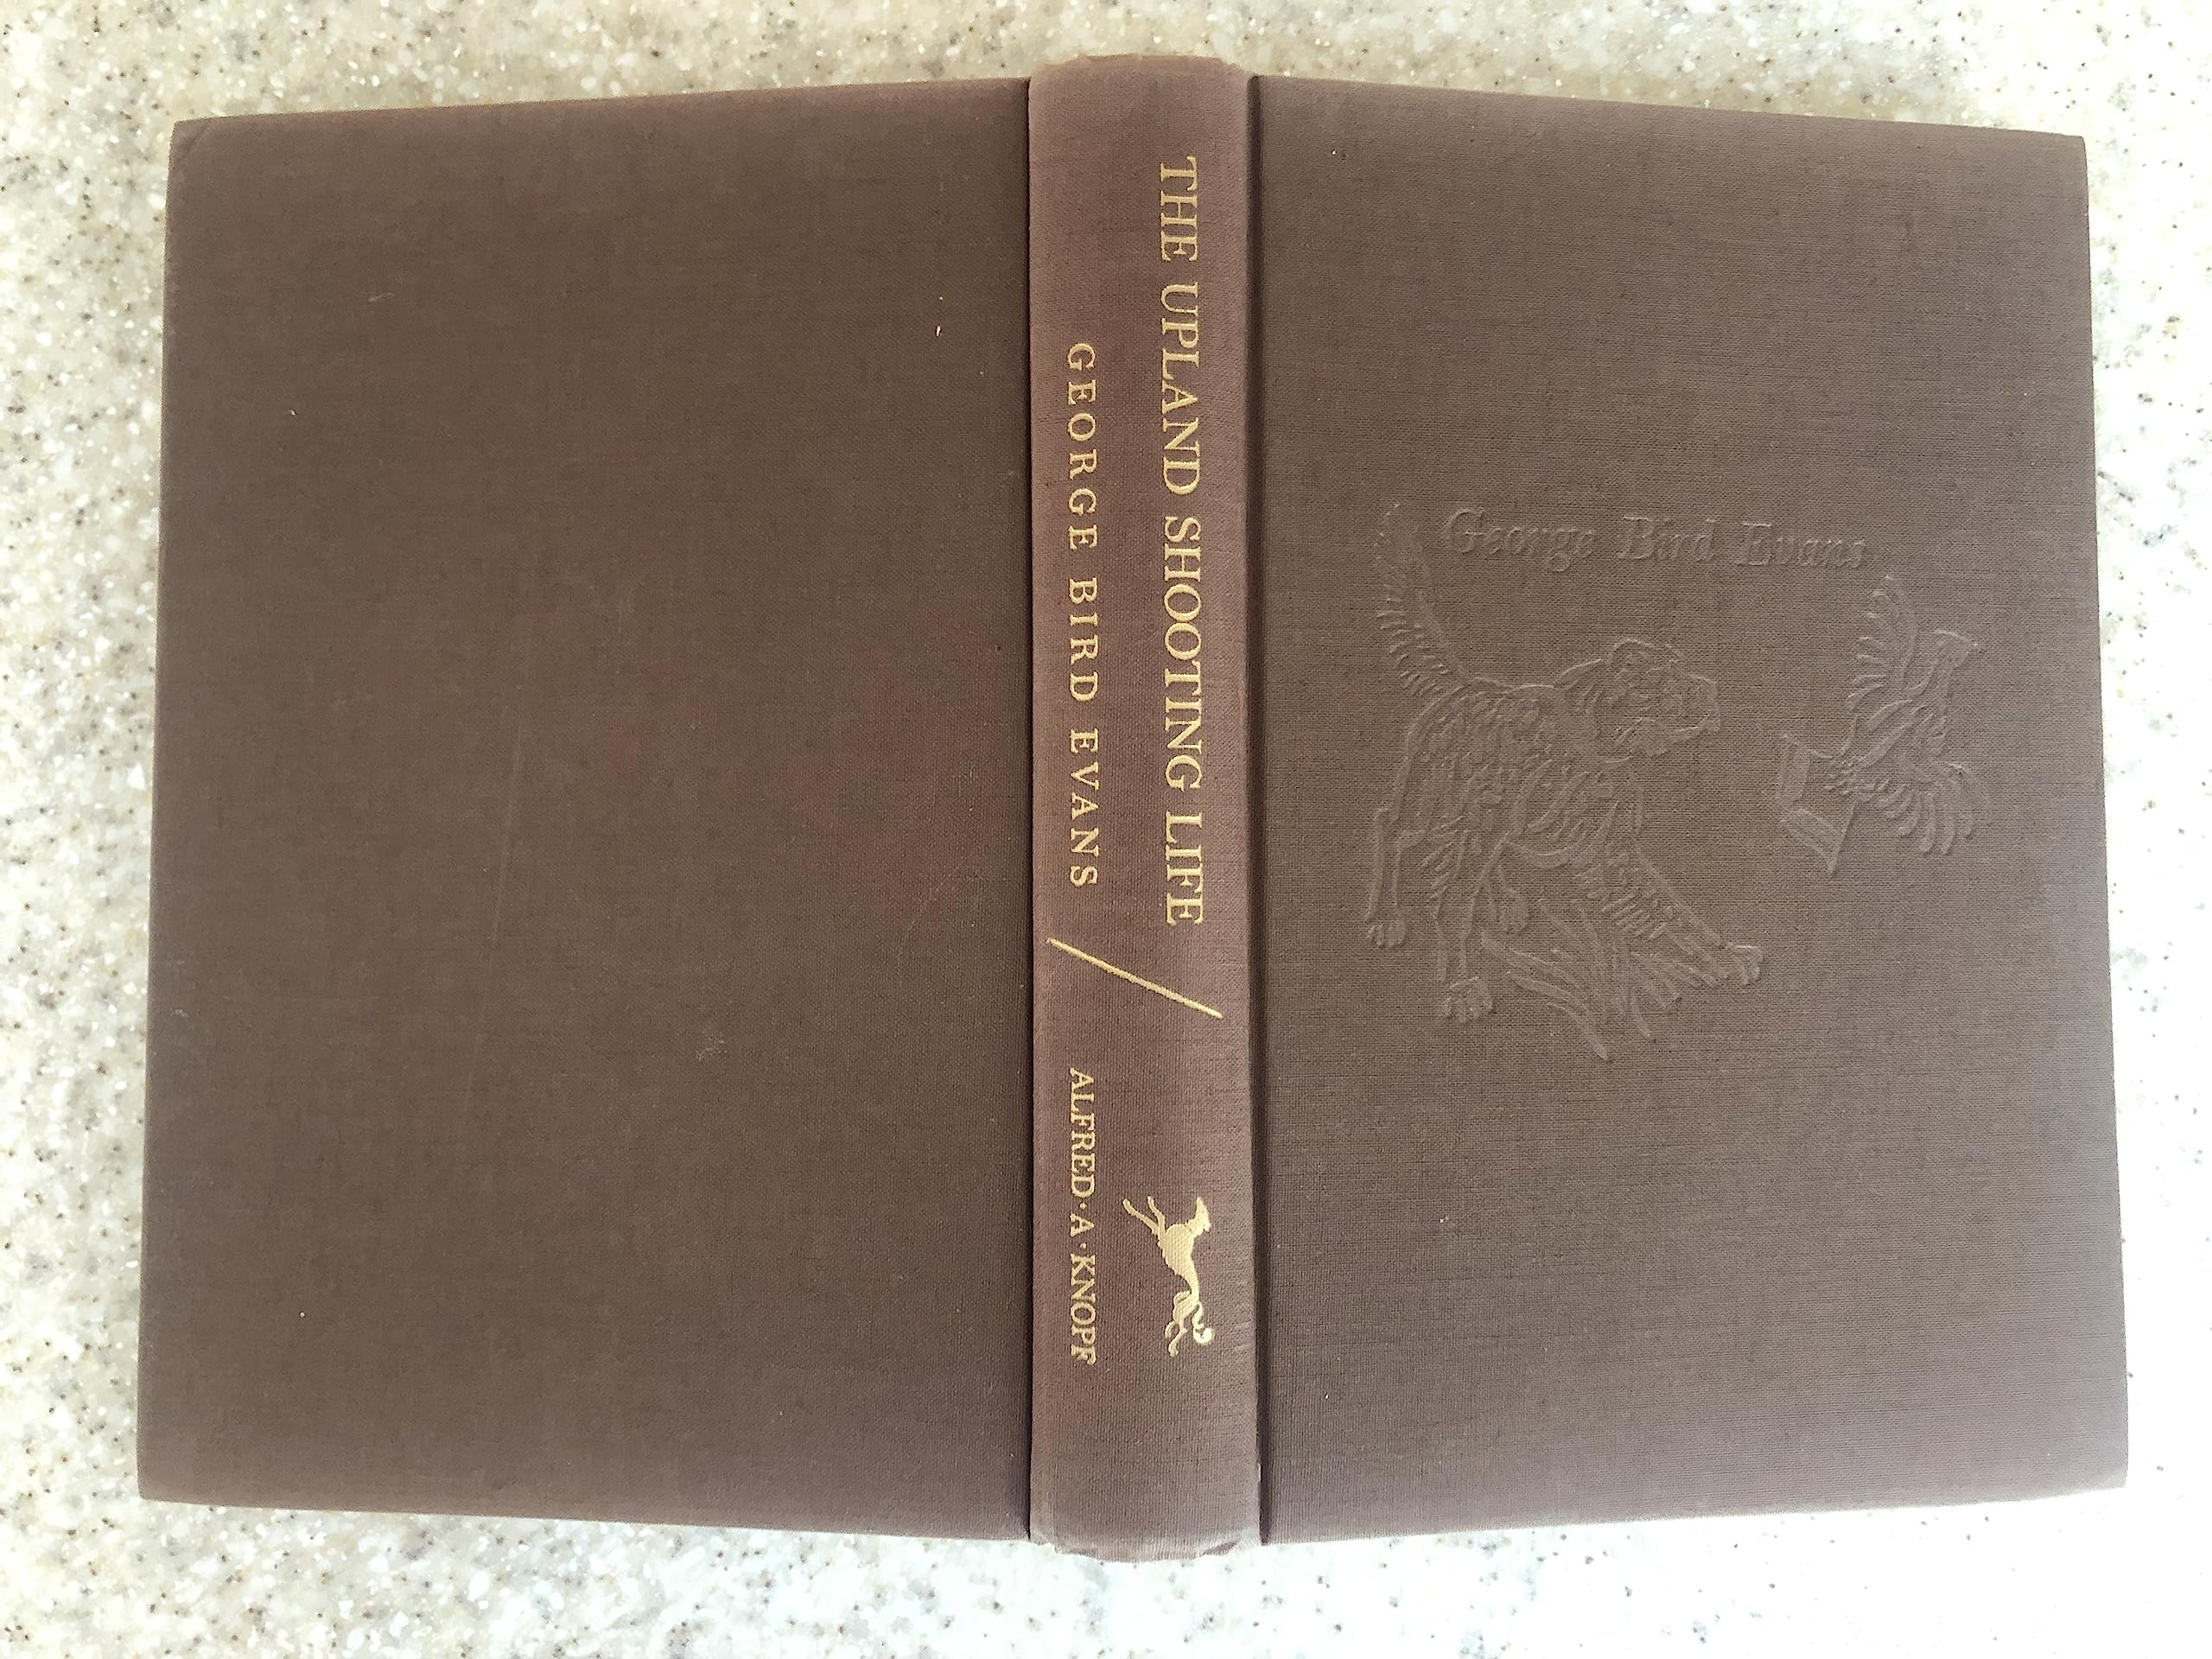 THE UPLAND SHOOTING LIFE
GEORGE BIRD EVANS
ALFRED·A·KNOPF
George Bird Evans